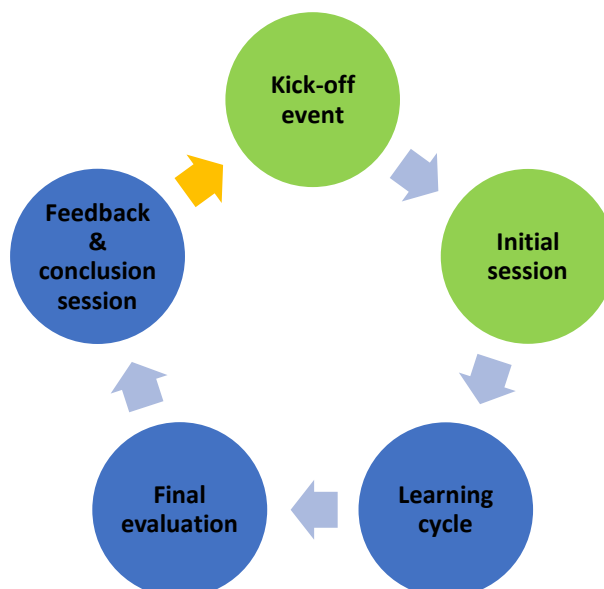 Kick-off
event
Initial
session
Learning
cycle
Final
evaluation
Feedback
&
conclusion
session